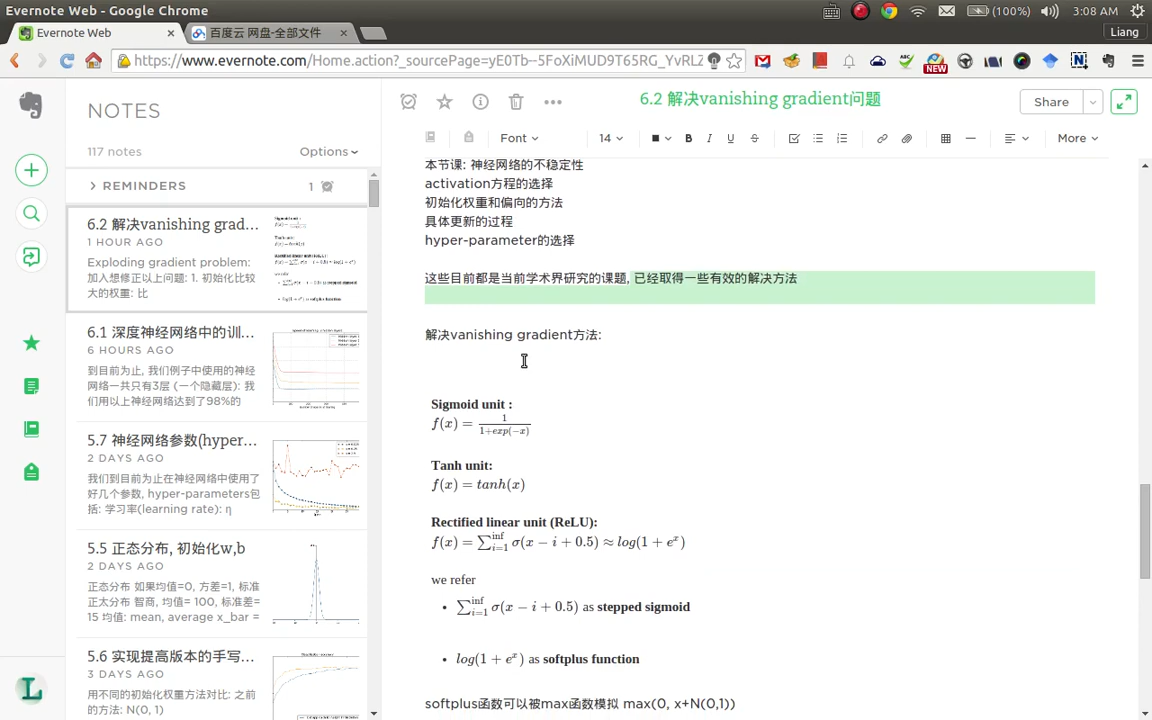 Evernote Web - Google Chrome
(100%)
3:08 AM
Evernote Web
百度云 网盘-全部文件
Liang
https://www.evernote.com/Home.action?_sourcePage=yE0Tb--5FoXiMUD9T65RG_YvRLZ
NEW
NOTES
117 notes
Options
REMINDERS
1
6.2 解决vanishing grad...
1 HOUR AGO
Exploding gradient problem:
加入想修正以上问题: 1. 初始化比较
大的权重: 比
6.1 深度神经网络中的训...
6 HOURS AGO
到目前为止, 我们例子中使用的神经
网络一共只有3层 (一个隐藏层): 我
们用以上神经网络达到了98%的
5.7 神经网络参数(hyper...
2 DAYS AGO
我们到目前为止在神经网络中使用了
好几个参数, hyper-parameters包
括: 学习率(learning rate): η
5.5 正态分布, 初始化w,b
2 DAYS AGO
正态分布 如果均值=0, 方差=1, 标准
正太分布 智商, 均值= 100, 标准差=
15 均值: mean, average x_bar =
5.6 实现提高版本的手写...
3 DAYS AGO
用不同的初始化权重方法对比: 之前
的方法: N(0, 1)
6.2 解决vanishing gradient问题
Share
Font
14
B I U
More
本节课: 神经网络的不稳定性
activation方程的选择
初始化权重和偏向的方法
具体更新的过程
hyper-parameter的选择
这些目前都是当前学术界研究的课题, 已经取得一些有效的解决方法
解决vanishing gradient方法:
Sigmoid unit :
f(x) = 1/(1+exp(−x))
Tanh unit:
f(x) = tanh(x)
Rectified linear unit (ReLU):
f(x) = ∑_{i=1}^{inf} σ(x − i + 0.5) ≈ log(1 + e^x)
we refer
• ∑_{i=1}^{inf} σ(x − i + 0.5) as stepped sigmoid
• log(1 + e^x) as softplus function
softplus函数可以被max函数模拟 max(0, x+N(0,1))